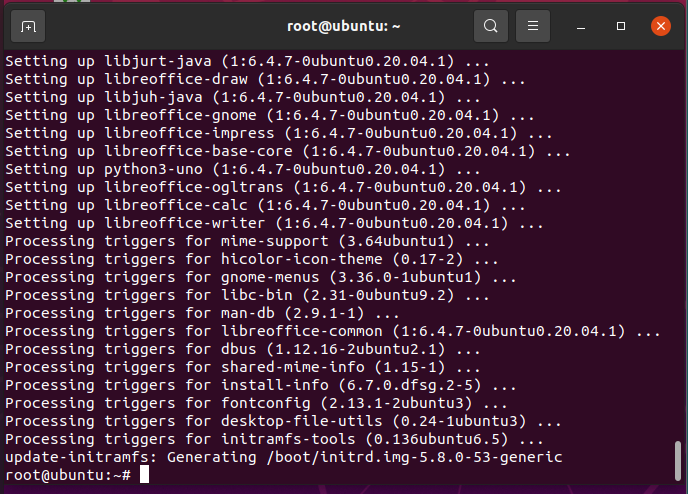 root@ubuntu: ~
Setting up libjurt-java (1:6.4.7-0ubuntu0.20.04.1) ...
Setting up libreoffice-draw (1:6.4.7-0ubuntu0.20.04.1) ...
Setting up libjuh-java (1:6.4.7-0ubuntu0.20.04.1) ...
Setting up libreoffice-gnome (1:6.4.7-0ubuntu0.20.04.1) ...
Setting up libreoffice-impress (1:6.4.7-0ubuntu0.20.04.1) ...
Setting up libreoffice-base-core (1:6.4.7-0ubuntu0.20.04.1) ...
Setting up python3-uno (1:6.4.7-0ubuntu0.20.04.1) ...
Setting up libreoffice-ogltrans (1:6.4.7-0ubuntu0.20.04.1) ...
Setting up libreoffice-calc (1:6.4.7-0ubuntu0.20.04.1) ...
Setting up libreoffice-writer (1:6.4.7-0ubuntu0.20.04.1) ...
Processing triggers for mime-support (3.64ubuntu1) ...
Processing triggers for hicolor-icon-theme (0.17-2) ...
Processing triggers for gnome-menus (3.36.0-1ubuntu1) ...
Processing triggers for libc-bin (2.31-0ubuntu9.2) ...
Processing triggers for man-db (2.9.1-1) ...
Processing triggers for libreoffice-common (1:6.4.7-0ubuntu0.20.04.1) ...
Processing triggers for dbus (1.12.16-2ubuntu2.1) ...
Processing triggers for shared-mime-info (1.15-1) ...
Processing triggers for install-info (6.7.0.dfsg.2-5) ...
Processing triggers for fontconfig (2.13.1-2ubuntu3) ...
Processing triggers for desktop-file-utils (0.24-1ubuntu3) ...
Processing triggers for initramfs-tools (0.136ubuntu6.5) ...
update-initramfs: Generating /boot/initrd.img-5.8.0-53-generic
root@ubuntu:~#